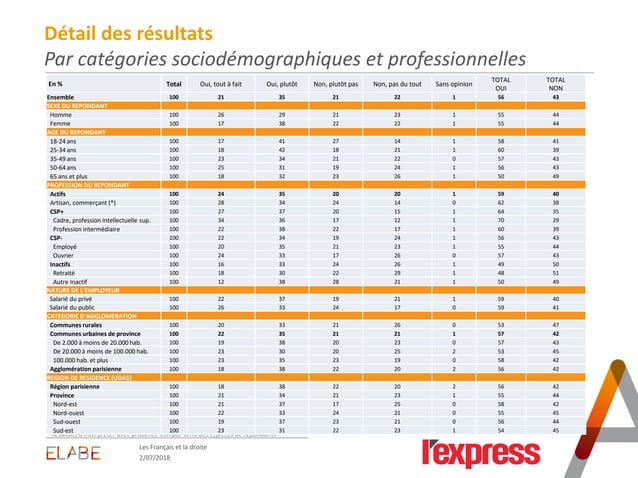 Détail des résultats
Par catégories sociodémographiques et professionnelles
En % Total Oui, tout à fait Oui, plutôt Non, plutôt pas Non, pas du tout Sans opinion TOTAL OUI TOTAL NON
Ensemble 100 21 35 21 22 1 56 43
SEXE DU REPONDANT
Homme 100 26 29 21 23 1 55 44
Femme 100 17 38 22 22 1 55 44
AGE DU REPONDANT
18-24 ans 100 17 41 27 14 1 58 41
25-34 ans 100 18 42 18 21 1 60 39
35-49 ans 100 23 34 21 22 0 57 43
50-64 ans 100 25 31 19 24 1 56 43
65 ans et plus 100 18 32 23 26 1 50 49
PROFESSION DU REPONDANT
Actifs 100 24 35 20 20 1 59 40
Artisan, commerçant (*) 100 28 34 24 14 0 62 38
CSP+ 100 27 37 20 15 1 64 35
Cadre, profession intellectuelle sup. 100 34 36 17 12 1 70 29
Profession intermédiaire 100 22 38 22 17 1 60 39
CSP- 100 22 34 19 24 1 56 43
Employé 100 20 35 21 23 1 55 44
Ouvrier 100 24 33 17 26 0 57 43
Inactifs 100 16 33 24 26 1 49 50
Retraité 100 18 30 22 29 1 48 51
Autre Inactif 100 12 38 28 21 1 50 49
NATURE DE L'EMPLOYEUR
Salarié du privé 100 22 37 19 21 1 59 40
Salarié du public 100 26 33 24 17 0 59 41
CATEGORIE D'AGGLOMERATION
Communes rurales 100 20 33 21 26 0 53 47
Communes urbaines de province 100 22 35 21 21 1 57 42
De 2.000 à moins de 20.000 hab. 100 19 38 20 23 0 57 43
De 20.000 à moins de 100.000 hab. 100 23 30 20 25 2 53 45
100.000 hab. et plus 100 23 35 23 19 0 58 42
Agglomération parisienne 100 18 38 22 20 2 56 42
REGION DE RESIDENCE (UDA5)
Région parisienne 100 18 38 22 20 2 56 42
Province 100 21 34 21 23 1 55 44
Nord-est 100 21 37 17 25 0 58 42
Nord-ouest 100 22 33 24 21 0 55 45
Sud-ouest 100 19 37 21 23 0 56 44
Sud-est 100 23 31 22 23 1 54 45
ELABE
Les Français et la droite
2/07/2018
l'express